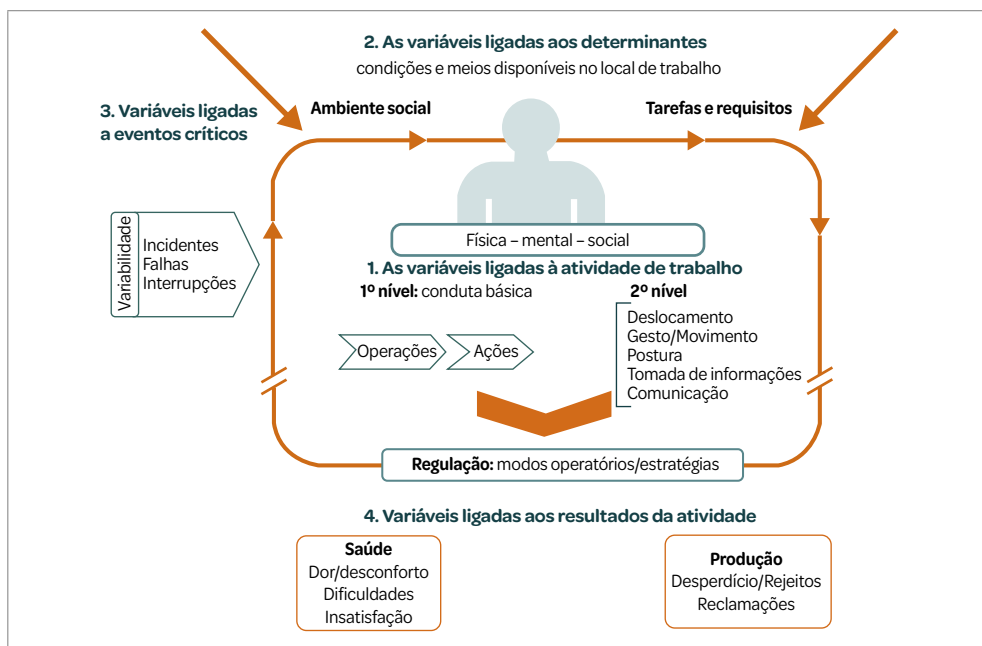 2. As variáveis ligadas aos determinantes
condições e meios disponíveis no local de trabalho
3. Variáveis ligadas
a eventos críticos
Ambiente social
Tarefas e requisitos
Variabilidade
Incidentes
Falhas
Interrupções
Física – mental – social
1. As variáveis ligadas à atividade de trabalho
1º nível: conduta básica
Operações
Ações
2º nível
Deslocamento
Gesto/Movimento
Postura
Tomada de informações
Comunicação
Regulação: modos operatórios/estratégias
4. Variáveis ligadas aos resultados da atividade
Saúde
Dor/desconforto
Dificuldades
Insatisfação
Produção
Desperdício/Rejeitos
Reclamações